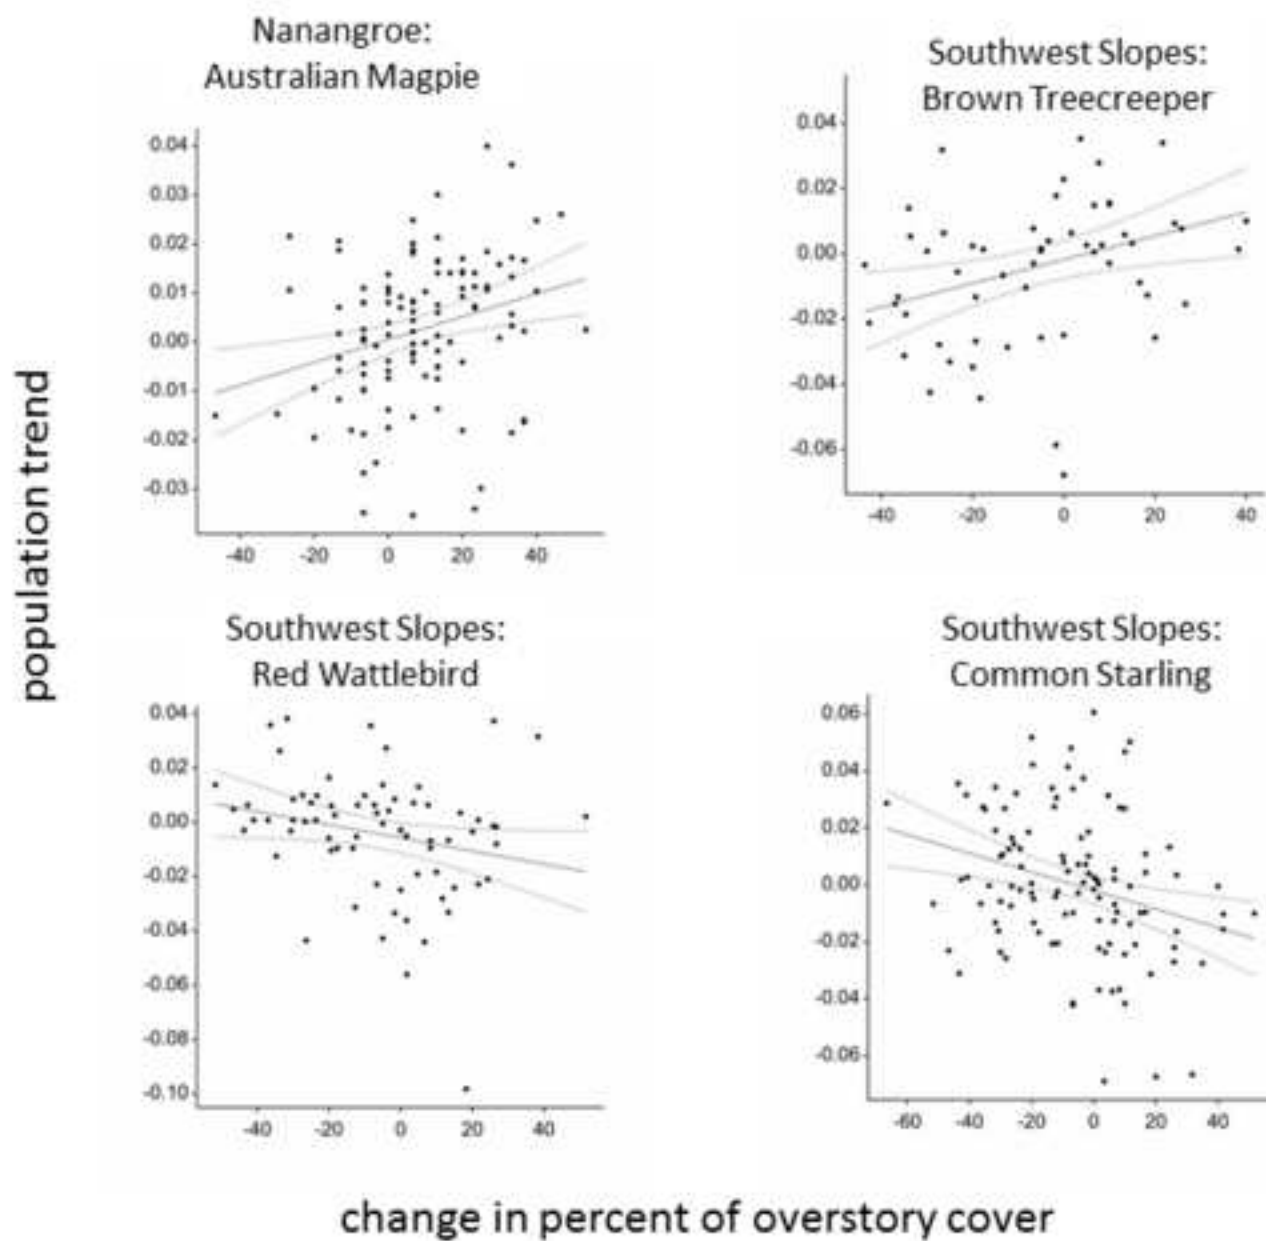 Nanangroe:
Australian Magpie
0.04
0.03
0.02
0.01
0.00
-0.01
-0.02
-0.03
-40 -20 0 20 40
Southwest Slopes:
Brown Treecreeper
0.04
0.02
0.00
-0.02
-0.04
-0.06
-40 -20 0 20 40
population trend
Southwest Slopes:
Red Wattlebird
0.04
0.02
0.00
-0.02
-0.04
-0.06
-0.08
-0.10
-40 -20 0 20 40
Southwest Slopes:
Common Starling
0.06
0.04
0.02
0.00
-0.02
-0.04
-0.06
-60 -40 -20 0 20 40
change in percent of overstory cover